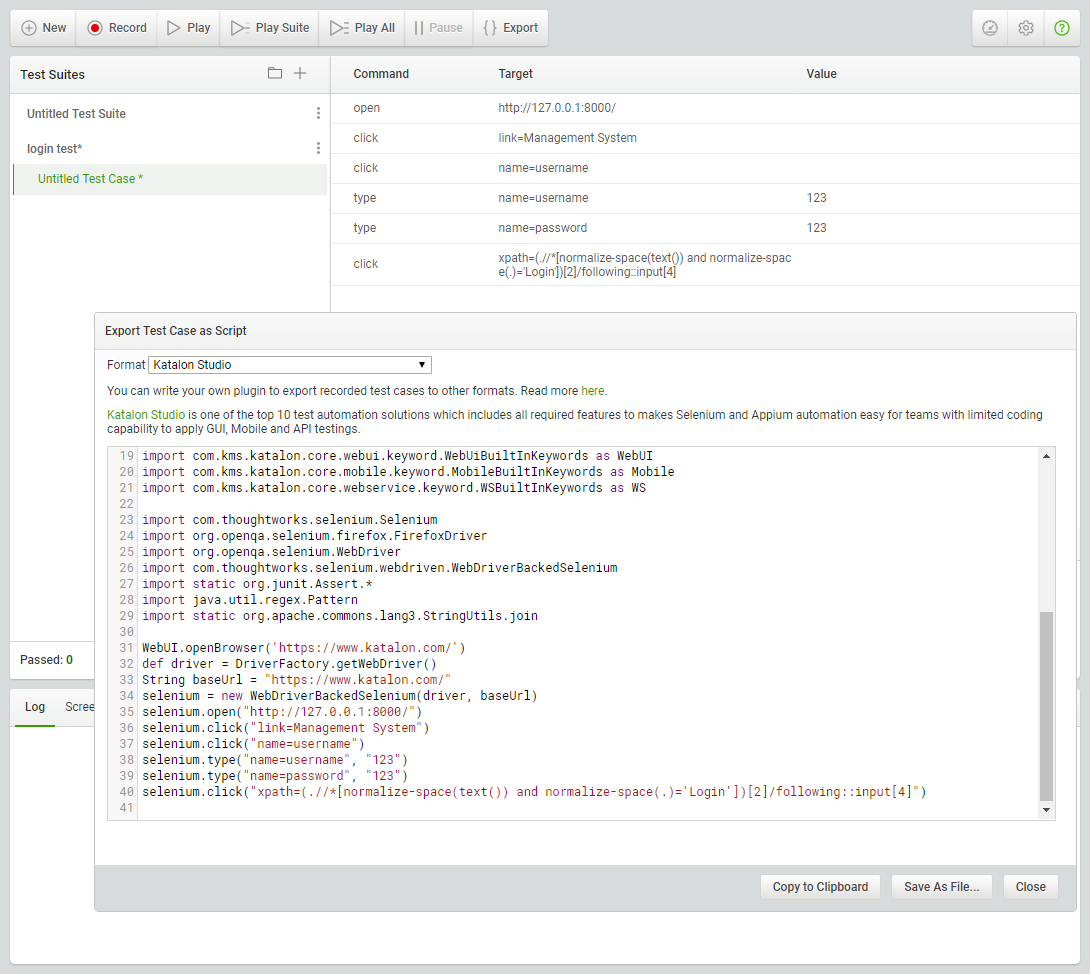 New Record Play Play Suite Play All Pause { } Export
Test Suites
Untitled Test Suite
login test*
Untitled Test Case *
Command Target Value
open http://127.0.0.1:8000/
click link=Management System
click name=username
type name=username 123
type name=password 123
click xpath=(.//*[normalize-space(text()) and normalize-spac
e(.)='Login'])[2]/following::input[4]
Export Test Case as Script
Format Katalon Studio
You can write your own plugin to export recorded test cases to other formats. Read more here.
Katalon Studio is one of the top 10 test automation solutions which includes all required features to makes Selenium and Appium automation easy for teams with limited coding
capability to apply GUI, Mobile and API testings.
19 import com.kms.katalon.core.webui.keyword.WebUiBuiltInKeywords as WebUI
20 import com.kms.katalon.core.mobile.keyword.MobileBuiltInKeywords as Mobile
21 import com.kms.katalon.core.webservice.keyword.WSBuiltInKeywords as WS
22
23 import com.thoughtworks.selenium.Selenium
24 import org.openqa.selenium.firefox.FirefoxDriver
25 import org.openqa.selenium.WebDriver
26 import com.thoughtworks.selenium.webdriven.WebDriverBackedSelenium
27 import static org.junit.Assert.*
28 import java.util.regex.Pattern
29 import static org.apache.commons.lang3.StringUtils.join
30
31 WebUI.openBrowser('https://www.katalon.com/')
32 def driver = DriverFactory.getWebDriver()
33 String baseUrl = "https://www.katalon.com/"
34 selenium = new WebDriverBackedSelenium(driver, baseUrl)
35 selenium.open("http://127.0.0.1:8000/")
36 selenium.click("link=Management System")
37 selenium.click("name=username")
38 selenium.type("name=username", "123")
39 selenium.type("name=password", "123")
40 selenium.click("xpath=(.//*[normalize-space(text()) and normalize-space(.)='Login'])[2]/following::input[4]")
41
Passed: 0
Log Scree
Copy to Clipboard Save As File... Close